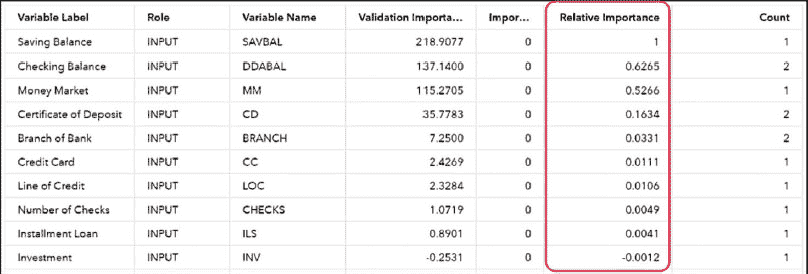 Variable Label Role Variable Name Validation Importa... Impor... Relative Importance Count
Saving Balance INPUT SAVBAL 218.9077 0 1 1
Checking Balance INPUT DDABAL 137.1400 0 0.6265 2
Money Market INPUT MM 115.2705 0 0.5266 1
Certificate of Deposit INPUT CD 35.7783 0 0.1634 2
Branch of Bank INPUT BRANCH 7.2500 0 0.0331 2
Credit Card INPUT CC 2.4269 0 0.0111 1
Line of Credit INPUT LOC 2.3284 0 0.0106 1
Number of Checks INPUT CHECKS 1.0719 0 0.0049 1
Installment Loan INPUT ILS 0.8901 0 0.0041 1
Investment INPUT INV -0.2531 0 -0.0012 1